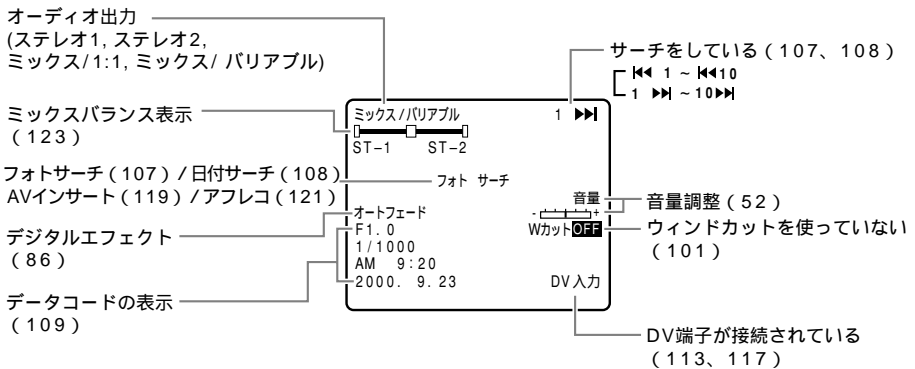 オーディオ出力
(ステレオ1, ステレオ2,
ミックス/1:1, ミックス/ バリアブル)
ミックスバランス表示
(123)
フォトサーチ(107)/日付サーチ(108)
AVインサート(119)/アフレコ(121)
デジタルエフェクト
(86)
データコードの表示
(109)
ミックス/バリアブル
1 ▶▶|
ST−1 ST−2
フォト サーチ
音量
- +
オートフェード
Wカット OFF
F1.0
1/1000
AM 9:20
2000. 9.23
DV入力
サーチをしている(107、108)
|◀◀ 1 ~ |◀◀10
1 ▶▶| ~10▶▶|
音量調整(52)
ウィンドカットを使っていない
(101)
DV端子が接続されている
(113、117)